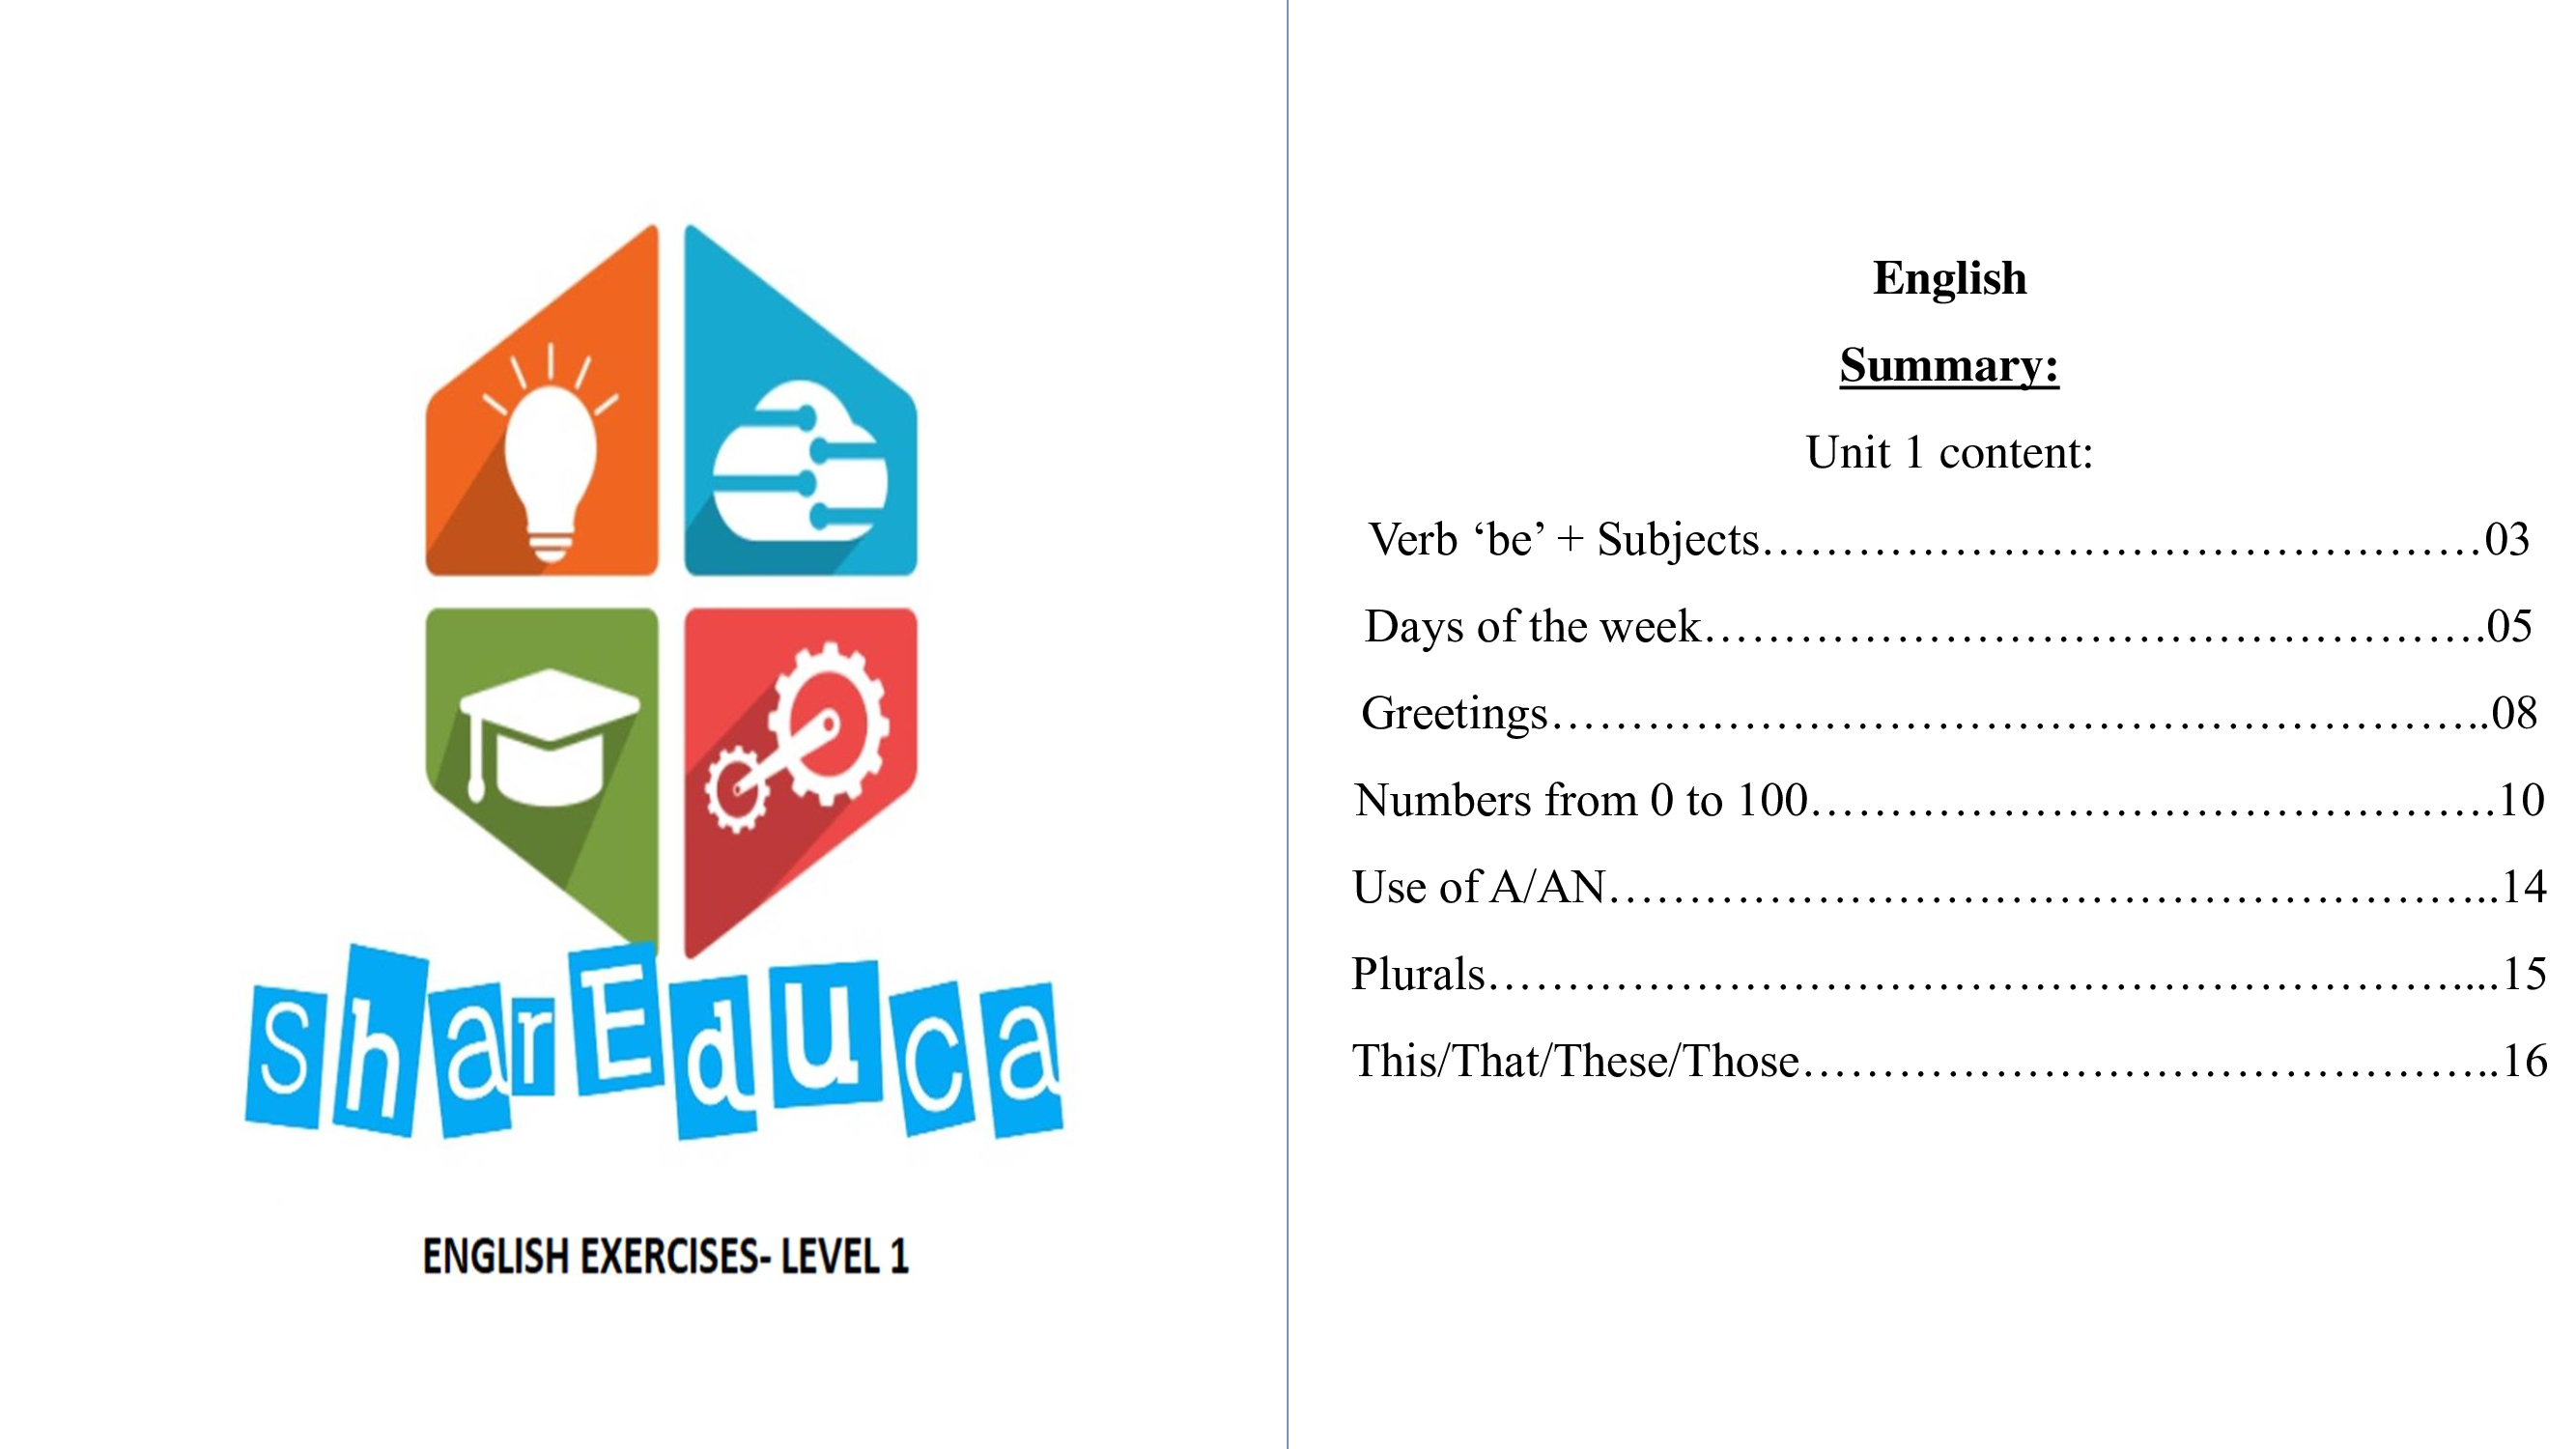 sharEduca
ENGLISH EXERCISES- LEVEL 1
English
Summary:
Unit 1 content:
Verb ‘be’ + Subjects………………………………………03
Days of the week………………………………………….05
Greetings…………………………………………………..08
Numbers from 0 to 100……………………………………10
Use of A/AN………………………………………………..14
Plurals……………………………………………………...15
This/That/These/Those……………………………………..16